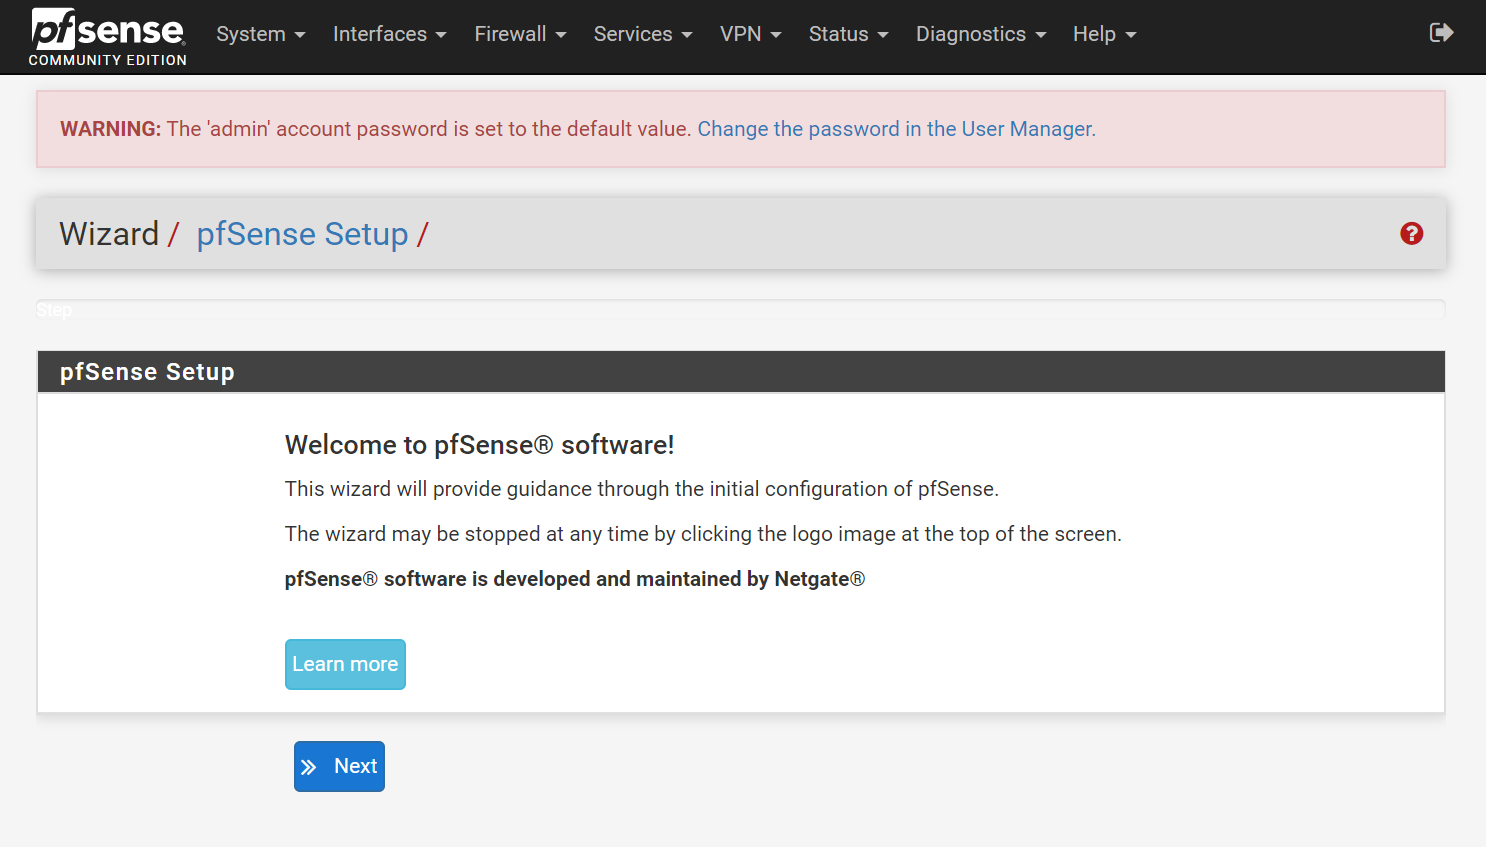 pfsense
COMMUNITY EDITION
System Interfaces Firewall Services VPN Status Diagnostics Help
WARNING: The 'admin' account password is set to the default value. Change the password in the User Manager.
Wizard / pfSense Setup /
Step
pfSense Setup
Welcome to pfSense® software!
This wizard will provide guidance through the initial configuration of pfSense.
The wizard may be stopped at any time by clicking the logo image at the top of the screen.
pfSense® software is developed and maintained by Netgate®
Learn more
Next